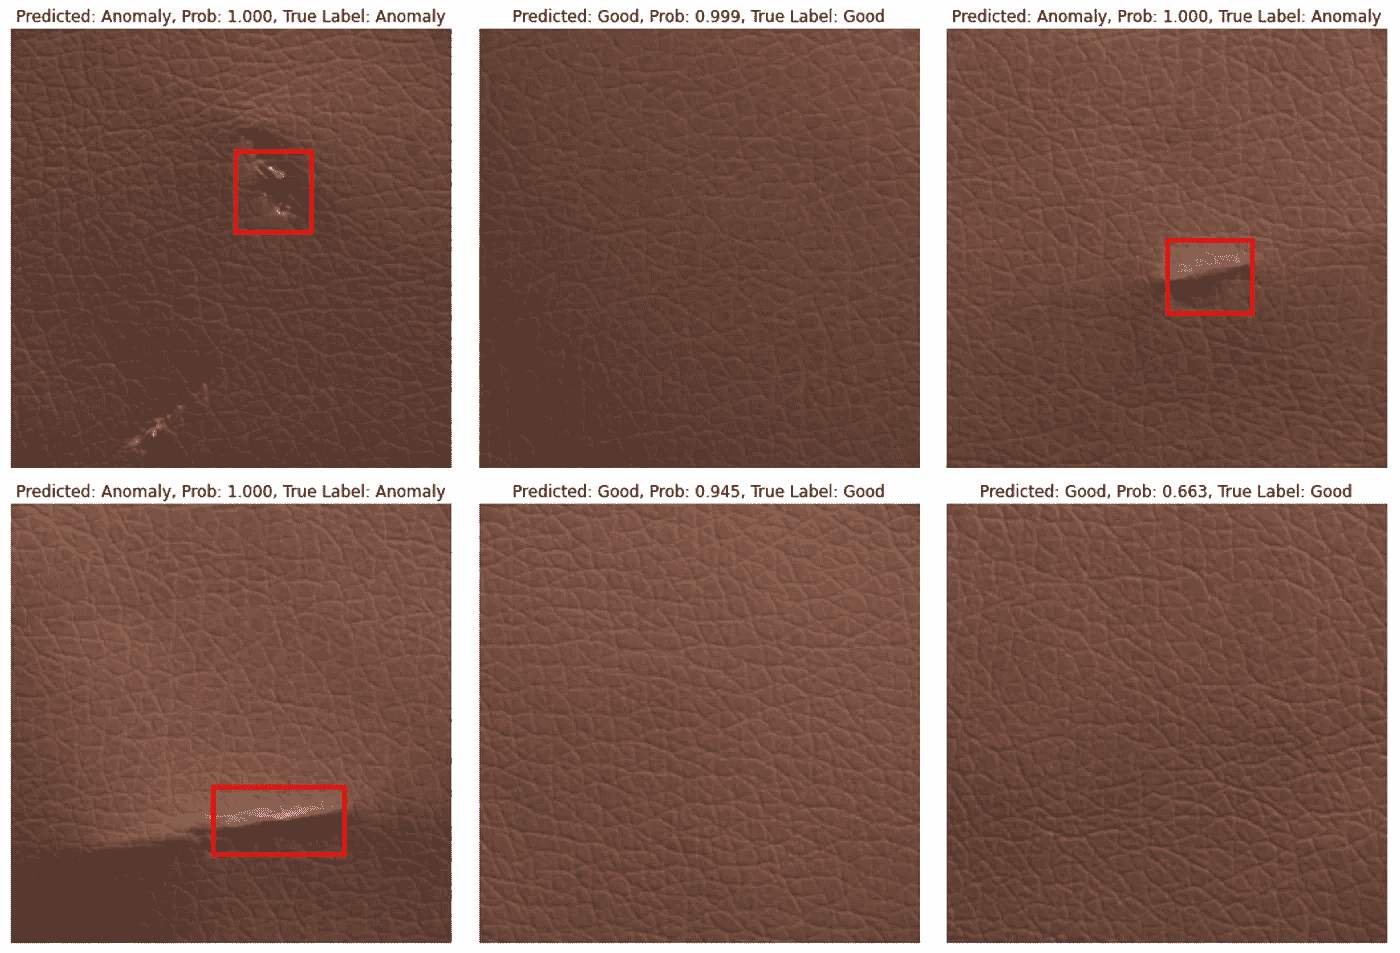 Predicted: Anomaly, Prob: 1.000, True Label: Anomaly
Predicted: Good, Prob: 0.999, True Label: Good
Predicted: Anomaly, Prob: 1.000, True Label: Anomaly
Predicted: Anomaly, Prob: 1.000, True Label: Anomaly
Predicted: Good, Prob: 0.945, True Label: Good
Predicted: Good, Prob: 0.663, True Label: Good